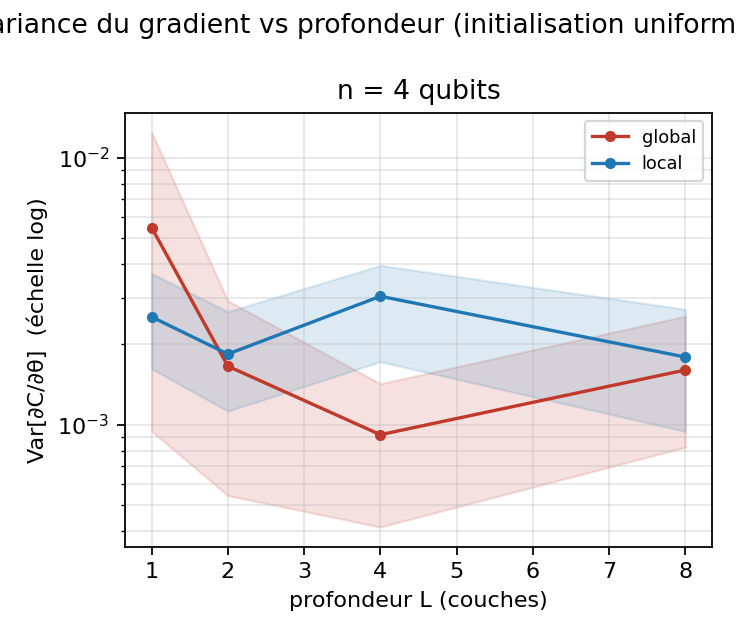 ariance du gradient vs profondeur (initialisation uniform
n = 4 qubits
global
local
10⁻²
10⁻³
Var[∂C/∂θ] (échelle log)
1 2 3 4 5 6 7 8
profondeur L (couches)